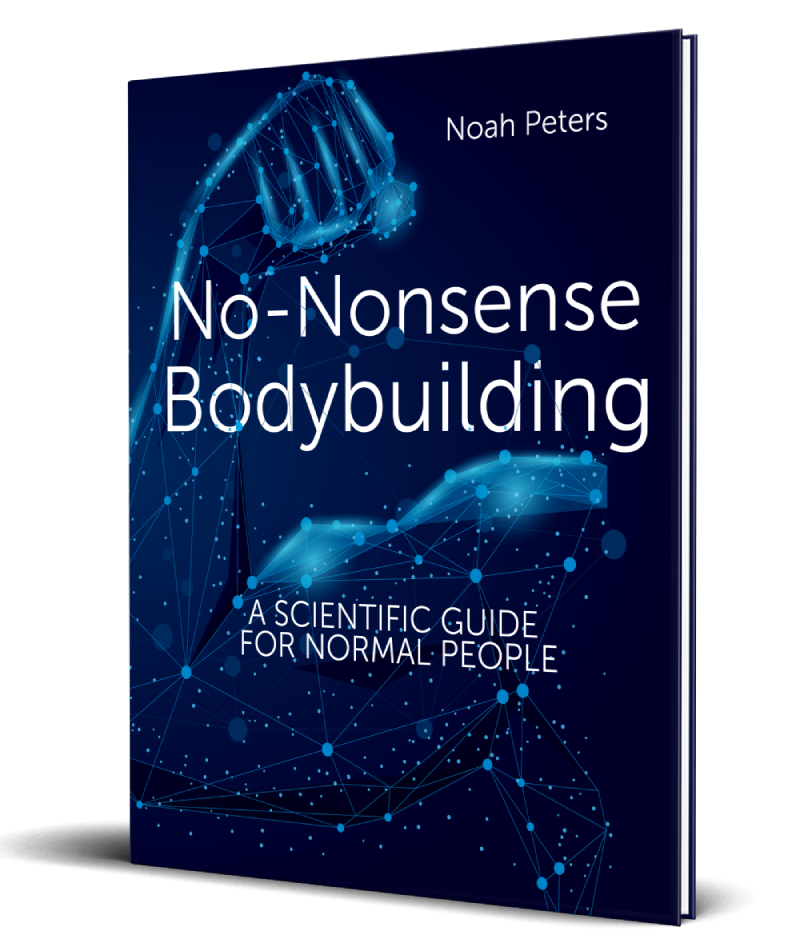 Noah Peters
No-Nonsense
Bodybuilding
A SCIENTIFIC GUIDE
FOR NORMAL PEOPLE